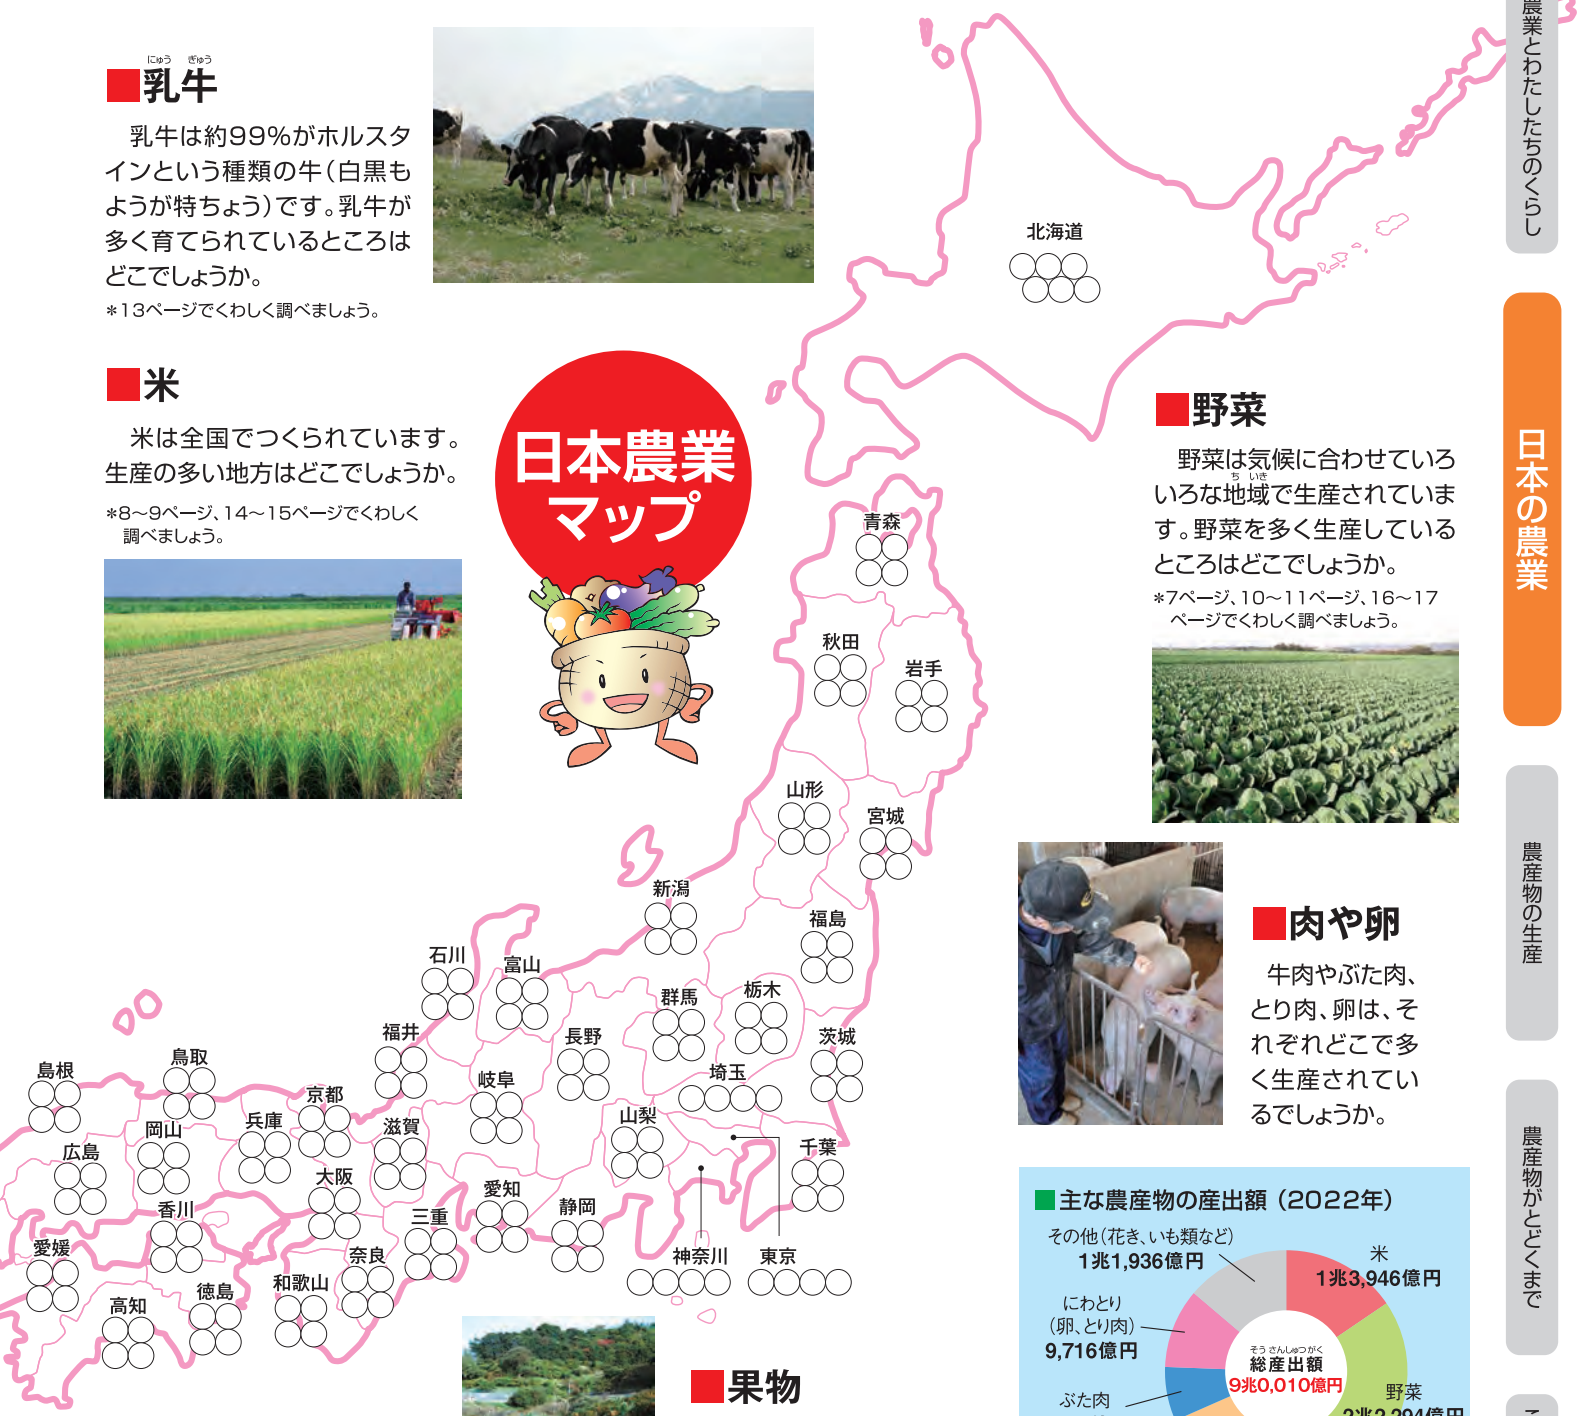 にゅう ぎゅう
■乳牛
乳牛は約99%がホルスタ
インという種類の牛(白黒も
ようが特ちょう)です。乳牛が
多く育てられているところは
どこでしょうか。
*13ページでくわしく調べましょう。
■米
米は全国でつくられています。
生産の多い地方はどこでしょうか。
*8〜9ページ、14〜15ページでくわしく
調べましょう。
日本農業
マップ
■野菜
野菜は気候に合わせていろ
ち いき
いろな地域で生産されていま
す。野菜を多く生産している
ところはどこでしょうか。
*7ページ、10〜11ページ、16〜17
ページでくわしく調べましょう。
■肉や卵
牛肉やぶた肉、
とり肉、卵は、そ
れぞれどこで多
く生産されてい
るでしょうか。
北海道
青森
秋田
岩手
山形
宮城
新潟
福島
石川
富山
群馬
栃木
福井
長野
茨城
島根
鳥取
岐阜
埼玉
京都
山梨
岡山
兵庫
滋賀
千葉
広島
大阪
愛知
静岡
香川
三重
愛媛
奈良
神奈川
東京
和歌山
徳島
高知
■果物
■主な農産物の産出額(2022年)
その他(花き、いも類など)
1兆1,936億円
米
1兆3,946億円
にわとり
(卵、とり肉)
9,716億円
そう さんしゅつ がく
総産出額
9兆0,010億円
ぶた肉
野菜
農業とわたしたちのくらし
日本の農業
農産物の生産
農産物がとどくまで